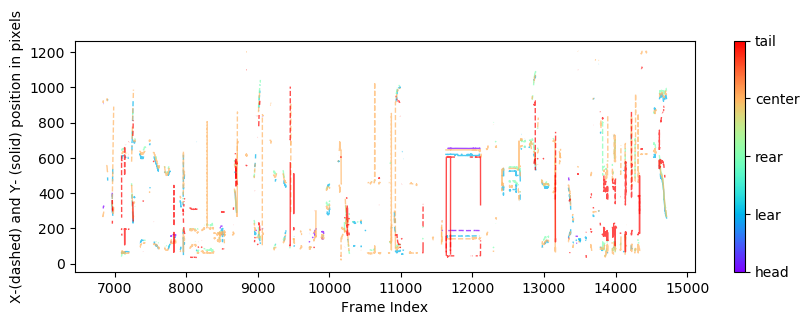 X-(dashed) and Y- (solid) position in pixels
1200
1000
800
600
400
200
0
7000 8000 9000 10000 11000 12000 13000 14000 15000
Frame Index
tail
center
rear
lear
head